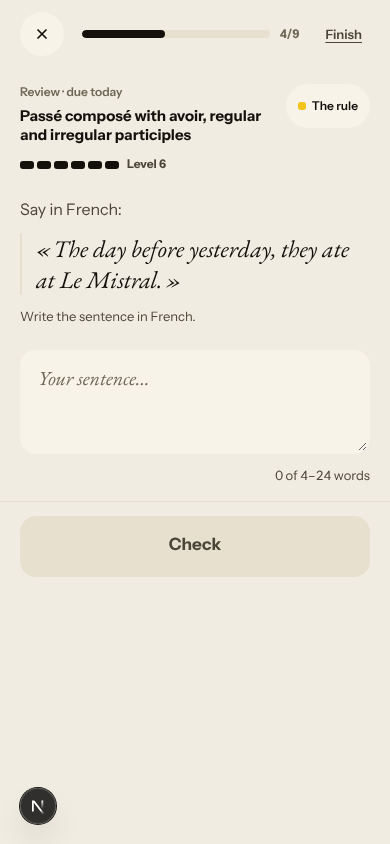 4/9
Finish
Review · due today
Passé composé avec avoir, regular
and irregular participles
The rule
Level 6
Say in French:
« The day before yesterday, they ate
at Le Mistral. »
Write the sentence in French.
Your sentence...
0 of 4–24 words
Check
N